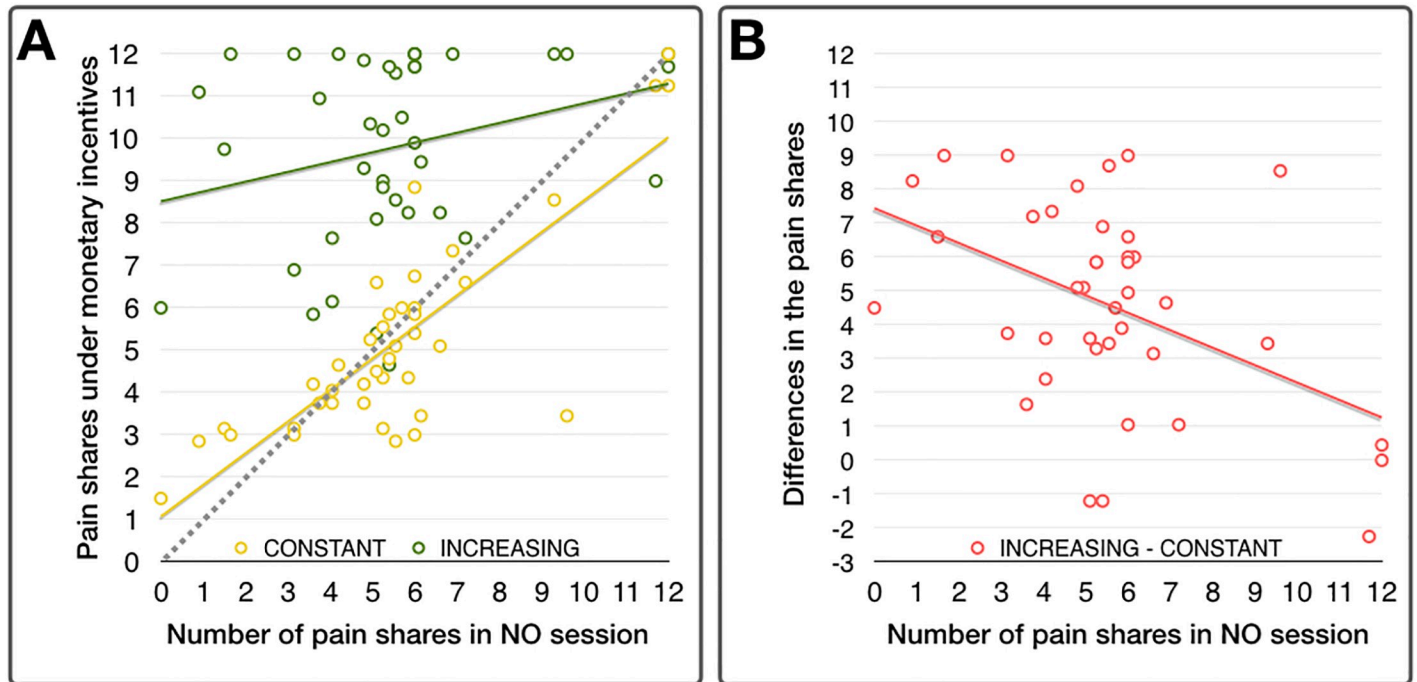 A
Pain shares under monetary incentives
12
11
10
9
8
7
6
5
4
3
2
1
0
CONSTANT INCREASING
0 1 2 3 4 5 6 7 8 9 10 11 12
Number of pain shares in NO session
B
Differences in the pain shares
12
11
10
9
8
7
6
5
4
3
2
1
0
-1
-2
-3
INCREASING - CONSTANT
0 1 2 3 4 5 6 7 8 9 10 11 12
Number of pain shares in NO session